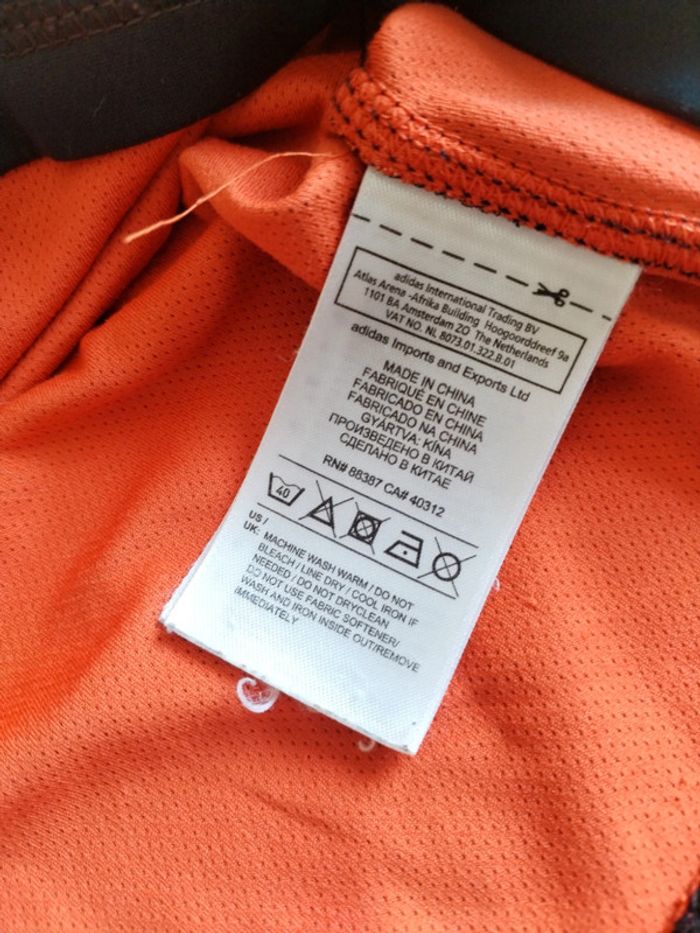 adidas International Trading BV
Atlas Arena -Afrika Building Hoogoorddreef 9a
1101 BA Amsterdam ZO The Netherlands
VAT NO. NL 8073.01.322.B.01
adidas Imports and Exports Ltd
MADE IN CHINA
FABRIQUÉ EN CHINE
FABRICADO EN CHINA
FABRICADO NA CHINA
GYÁRTVA: KÍNA
ПРОИЗВЕДЕНО В КИТАЙ
СДЕЛАНО В КИТАЕ
RN# 88387 CA# 40312
40
US /
UK: MACHINE WASH WARM / DO NOT
BLEACH / LINE DRY / COOL IRON IF
NEEDED / DO NOT DRYCLEAN
DO NOT USE FABRIC SOFTENER/
WASH AND IRON INSIDE OUT/REMOVE
IMMEDIATELY